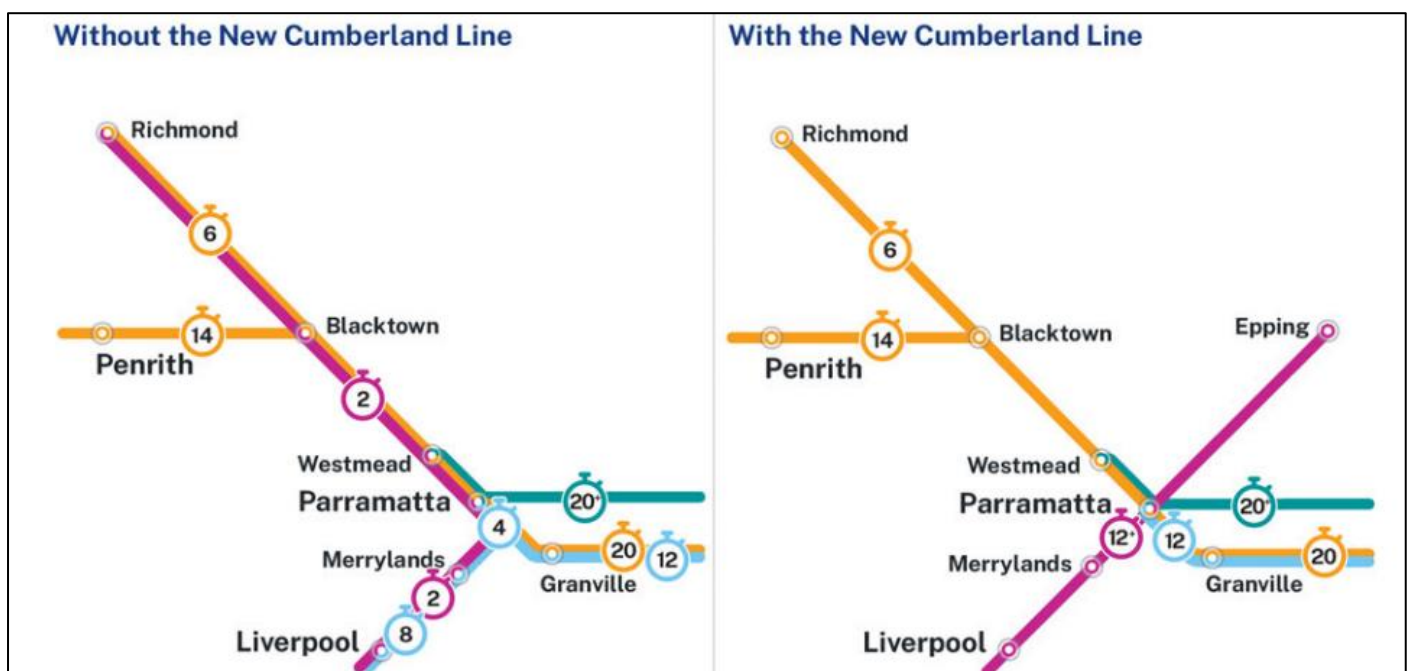 Without the New Cumberland Line
Richmond
6
Blacktown
14
Penrith
2
Westmead
Parramatta
20+
4
Merrylands
20
12
Granville
2
8
Liverpool
With the New Cumberland Line
Richmond
6
Epping
Blacktown
14
Penrith
Westmead
Parramatta
20+
12+
12
Merrylands
20
Granville
Liverpool